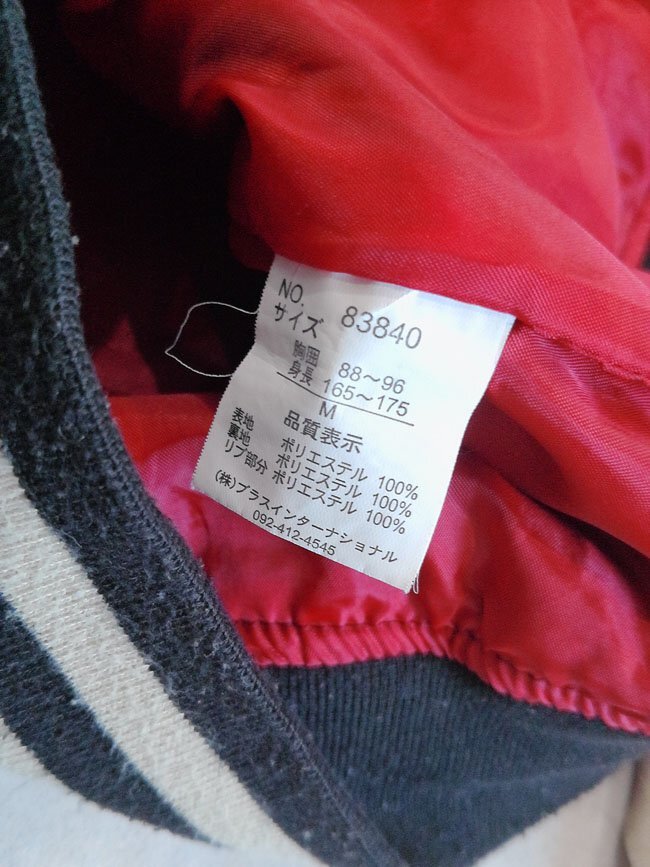 NO. 83840
サイズ
胸囲 88～96
身長 165～175
M
品質表示
表地 ポリエステル 100%
裏地 ポリエステル 100%
リブ部分 ポリエステル 100%
(株)プラスインターナショナル
092-412-4545